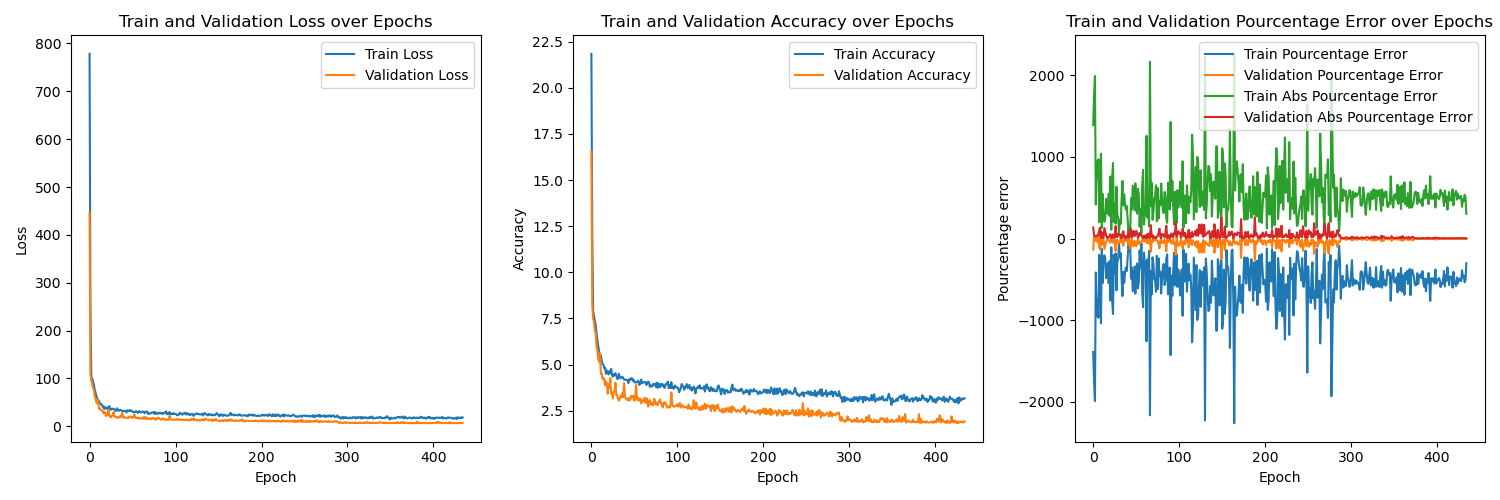 Train and Validation Loss over Epochs
800
700
600
500
400
300
200
100
0
Loss
0 100 200 300 400
Epoch
Train Loss
Validation Loss
Train and Validation Accuracy over Epochs
22.5
20.0
17.5
15.0
12.5
10.0
7.5
5.0
2.5
Accuracy
0 100 200 300 400
Epoch
Train Accuracy
Validation Accuracy
Train and Validation Pourcentage Error over Epochs
2000
1000
0
−1000
−2000
Pourcentage error
0 100 200 300 400
Epoch
Train Pourcentage Error
Validation Pourcentage Error
Train Abs Pourcentage Error
Validation Abs Pourcentage Error